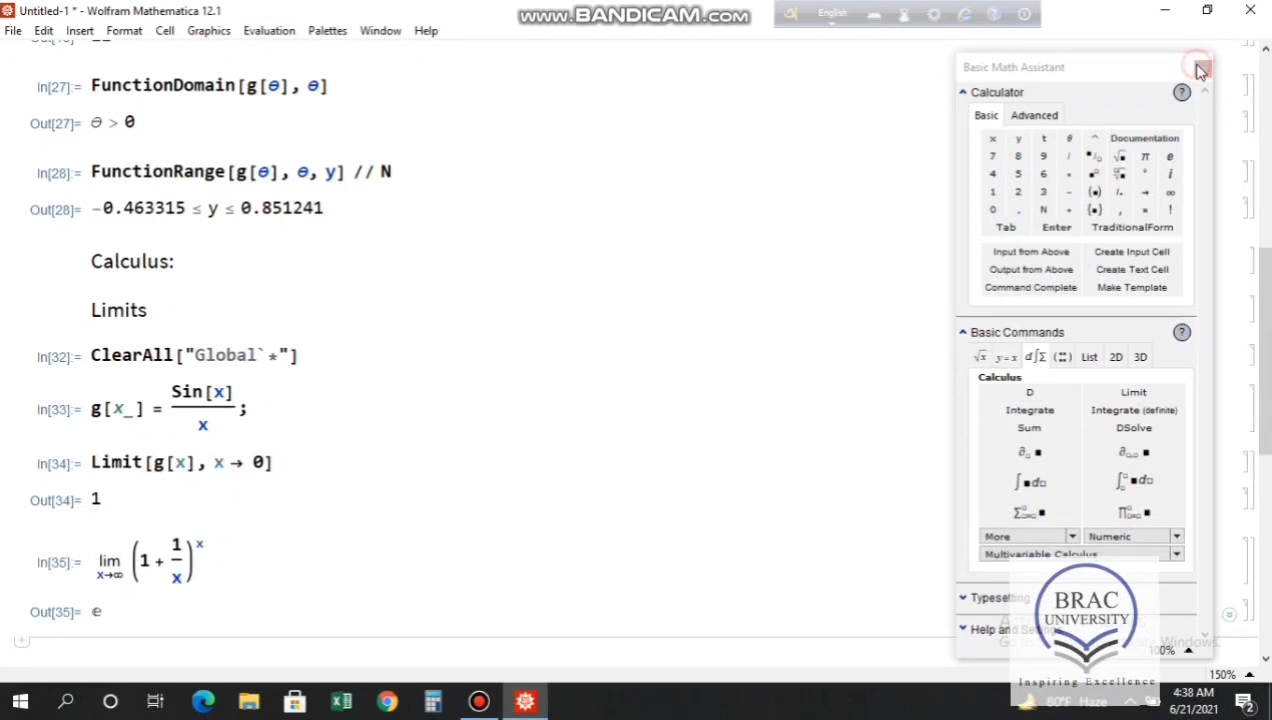 Untitled-1 * - Wolfram Mathematica 12.1
www.BANDICAM.com
English
File Edit Insert Format Cell Graphics Evaluation Palettes Window Help
In[27]:= FunctionDomain[g[θ], θ]
Out[27]= θ > 0
In[28]:= FunctionRange[g[θ], θ, y] // N
Out[28]= -0.463315 ≤ y ≤ 0.851241
Calculus:
Limits
In[32]:= ClearAll["Global`*"]
In[33]:= g[x_] = Sin[x]/x ;
In[34]:= Limit[g[x], x → 0]
Out[34]= 1
In[35]:= lim x→∞ (1 + 1/x)^x
Out[35]= e
Basic Math Assistant
Calculator
?
Basic Advanced
x y t θ ^ Documentation
7 8 9 / ■/□ √■ π e
4 5 6 * ■^□ ° i
1 2 3 - (■) /. → ∞
0 . N + {■} , = !
Tab Enter TraditionalForm
Input from Above Create Input Cell
Output from Above Create Text Cell
Command Complete Make Template
Basic Commands
?
√x y=x d∫Σ List 2D 3D
Calculus
D Limit
Integrate Integrate (definite)
Sum DSolve
∂□ ■ ∂□,□ ■
∫■d□ ∫■d□
Σ ■ Π ■
More Numeric
Multivariable Calculus
Typesetting
Help and
BRAC
UNIVERSITY
Inspiring Excellence
Windows.
100%
150%
60°F Haze
4:38 AM
6/21/2021
2